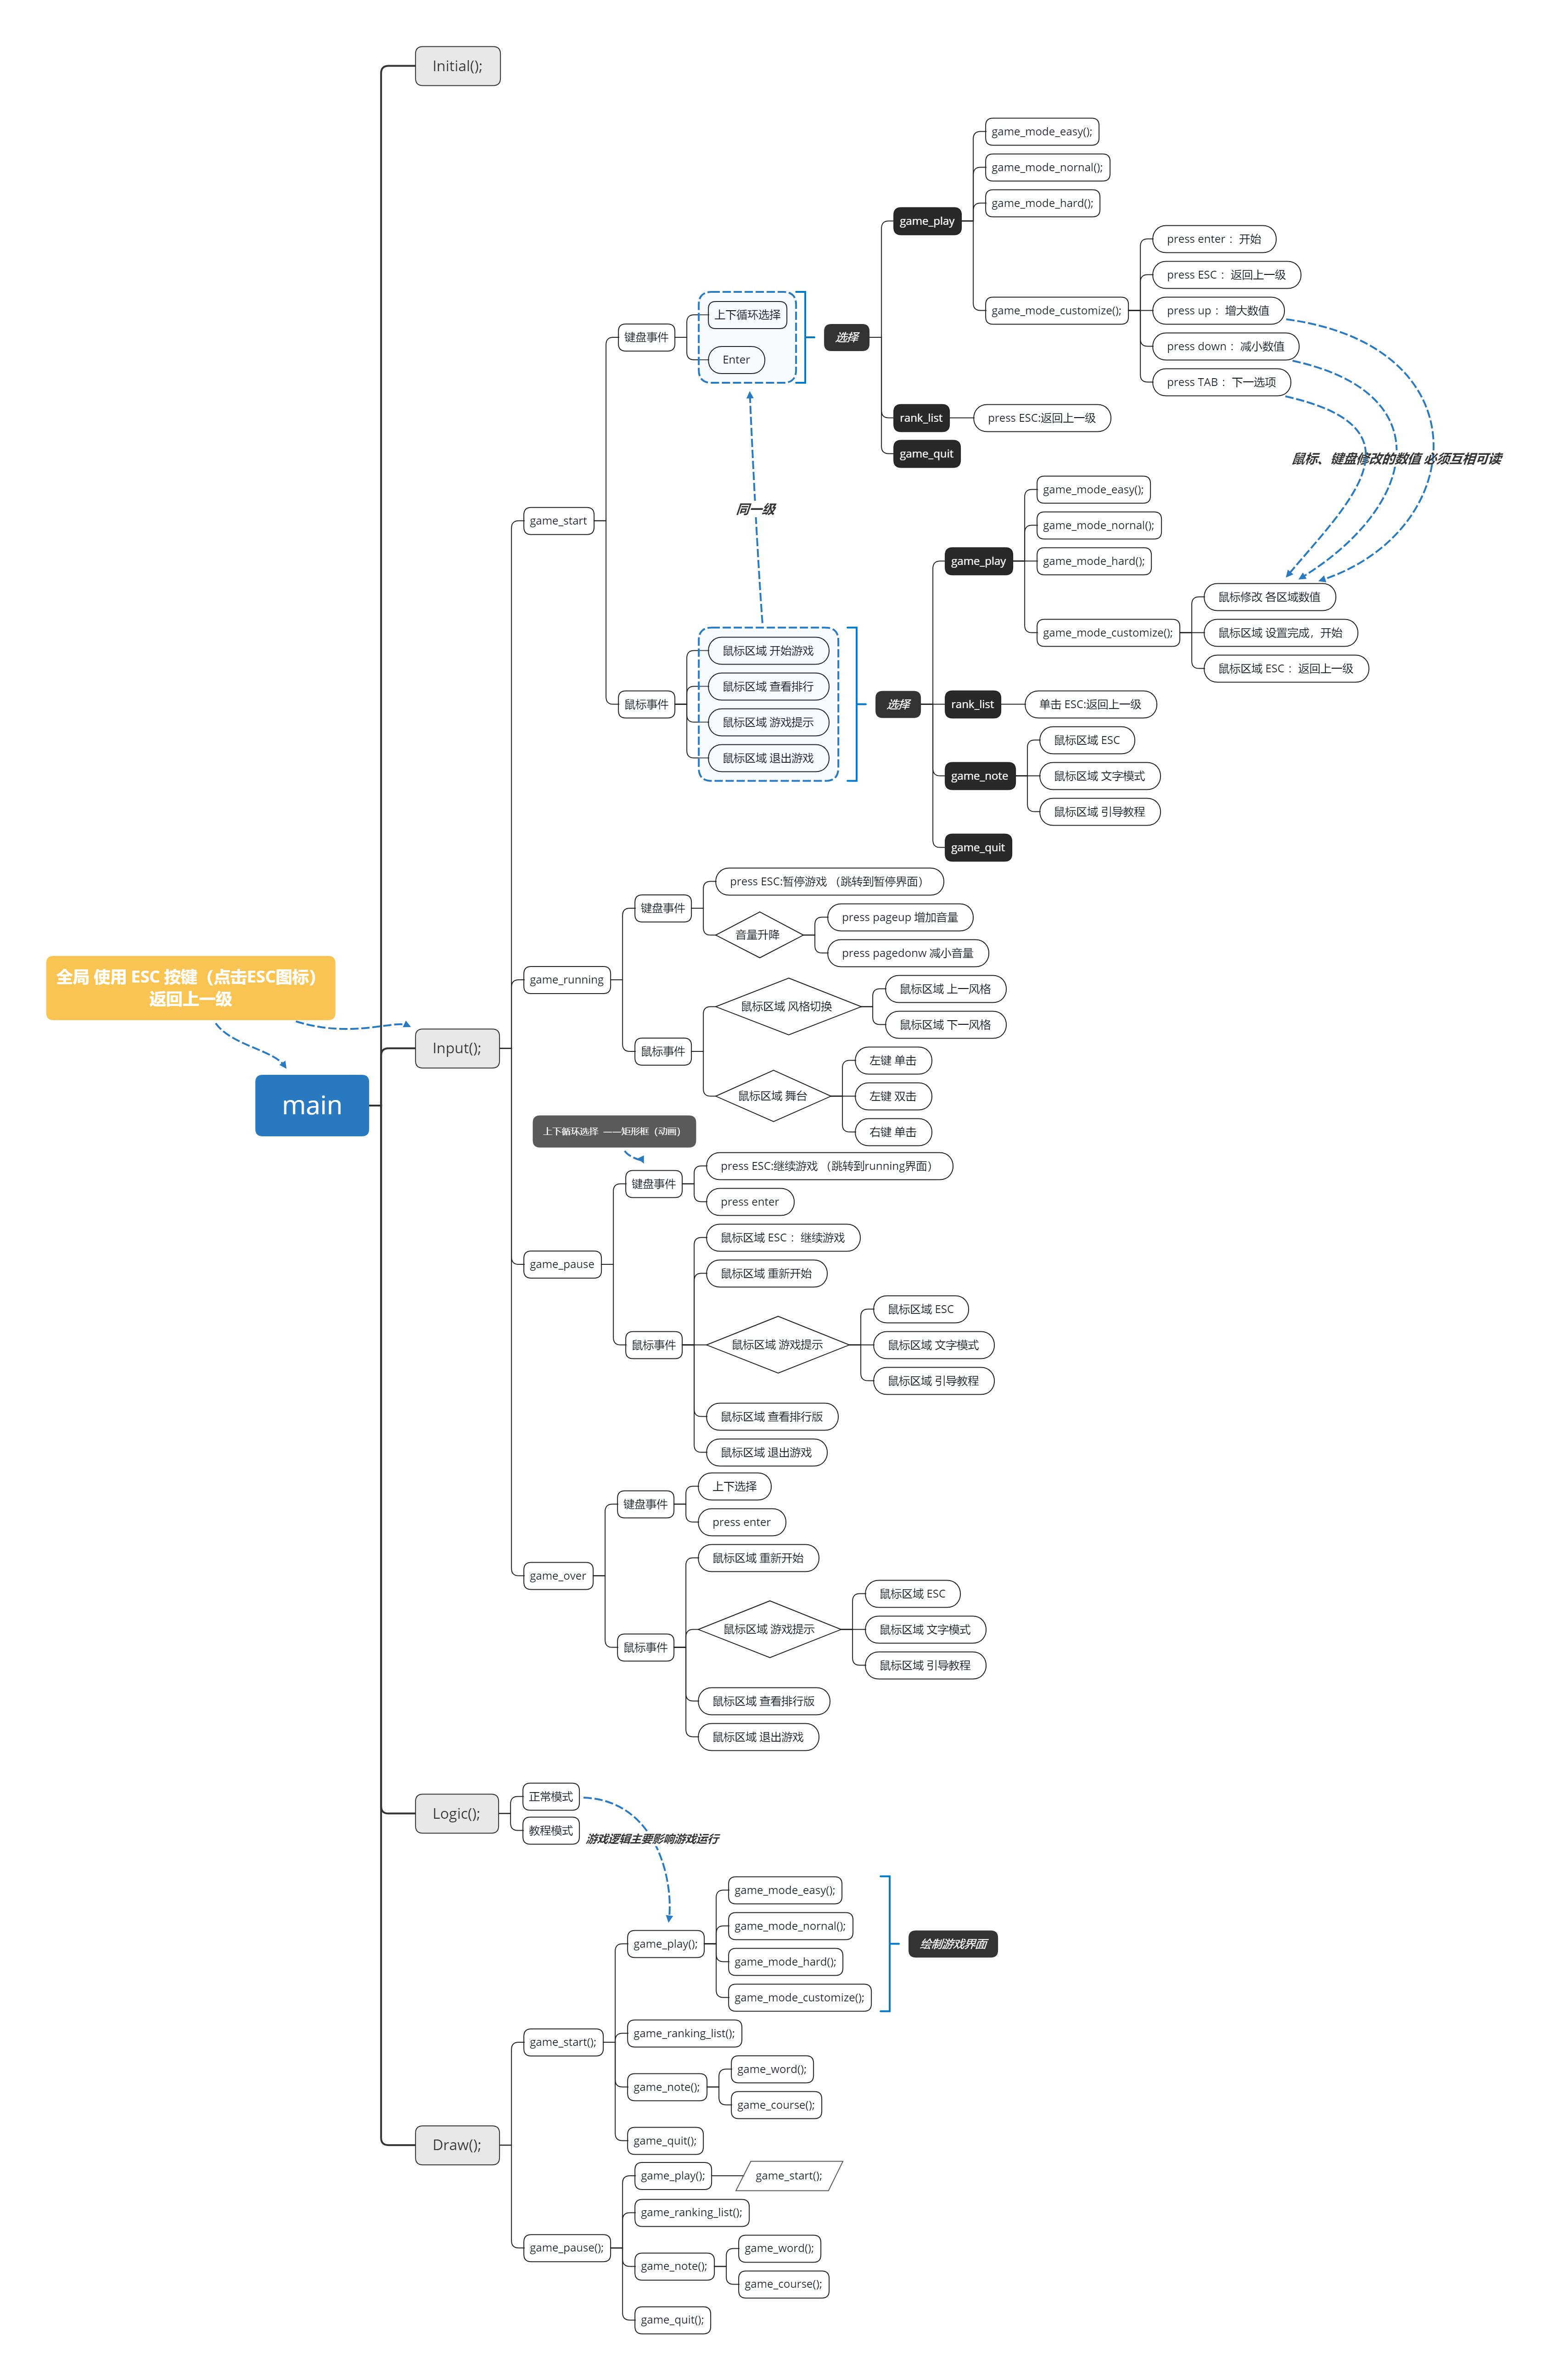 Initial();
game_mode_easy();
game_mode_nornal();
game_mode_hard();
game_play
press enter： 开始
press ESC： 返回上一级
game_mode_customize();
press up： 增大数值
press down： 减小数值
press TAB： 下一选项
上下循环选择
键盘事件
选择
Enter
rank_list
press ESC:返回上一级
game_quit
鼠标、键盘修改的数值 必须互相可读
同一级
game_start
game_mode_easy();
game_mode_nornal();
game_play
game_mode_hard();
鼠标修改 各区域数值
game_mode_customize();
鼠标区域 设置完成，开始
鼠标区域 ESC： 返回上一级
鼠标区域 开始游戏
鼠标区域 查看排行
鼠标事件
选择
鼠标区域 游戏提示
鼠标区域 退出游戏
rank_list
单击 ESC:返回上一级
鼠标区域 ESC
game_note
鼠标区域 文字模式
鼠标区域 引导教程
game_quit
press ESC:暂停游戏 （跳转到暂停界面）
键盘事件
音量升降
press pageup 增加音量
press pagedonw 减小音量
game_running
鼠标区域 风格切换
鼠标区域 上一风格
鼠标区域 下一风格
鼠标事件
鼠标区域 舞台
左键 单击
左键 双击
右键 单击
全局 使用 ESC 按键（点击ESC图标）
返回上一级
Input();
main
上下循环选择 ——矩形框（动画）
press ESC:继续游戏 （跳转到running界面）
键盘事件
press enter
game_pause
鼠标区域 ESC： 继续游戏
鼠标区域 重新开始
鼠标事件
鼠标区域 游戏提示
鼠标区域 ESC
鼠标区域 文字模式
鼠标区域 引导教程
鼠标区域 查看排行版
鼠标区域 退出游戏
上下选择
键盘事件
press enter
game_over
鼠标区域 重新开始
鼠标区域 游戏提示
鼠标区域 ESC
鼠标区域 文字模式
鼠标区域 引导教程
鼠标事件
鼠标区域 查看排行版
鼠标区域 退出游戏
Logic();
正常模式
教程模式
游戏逻辑主要影响游戏运行
game_mode_easy();
game_mode_nornal();
game_play();
绘制游戏界面
game_mode_hard();
game_mode_customize();
game_start();
game_ranking_list();
game_word();
game_note();
game_course();
game_quit();
Draw();
game_play();
game_start();
game_ranking_list();
game_pause();
game_word();
game_note();
game_course();
game_quit();